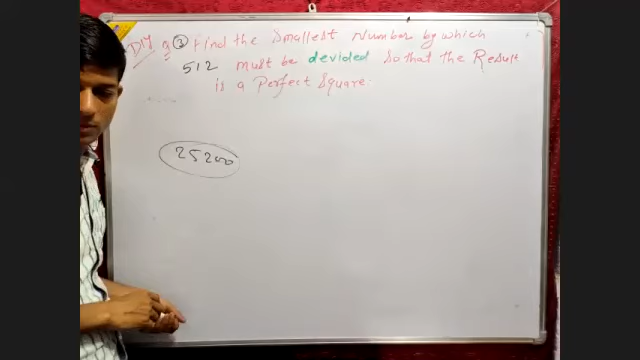 DIY Q ③ Find the smallest Number by which
512 must be devided so that the Result
is a Perfect Square.
25200